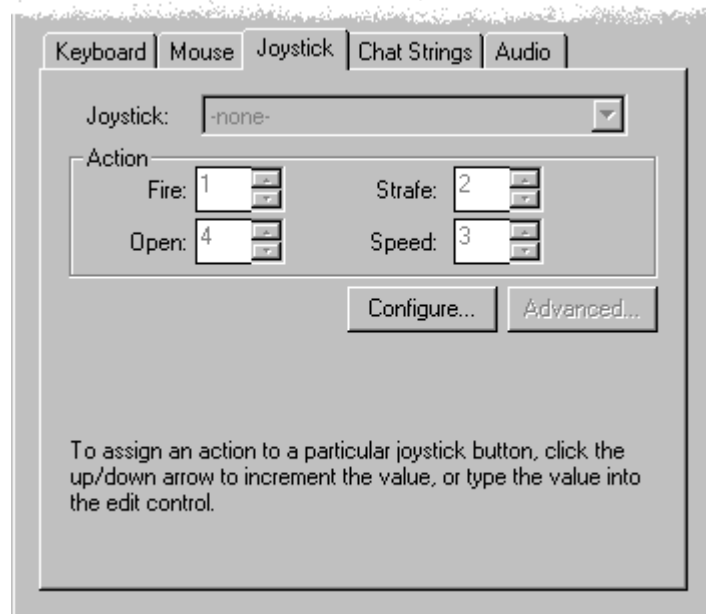 Keyboard Mouse Joystick Chat Strings Audio
Joystick: -none-
Action
Fire: 1 Strafe: 2
Open: 4 Speed: 3
Configure... Advanced...
To assign an action to a particular joystick button, click the
up/down arrow to increment the value, or type the value into
the edit control.